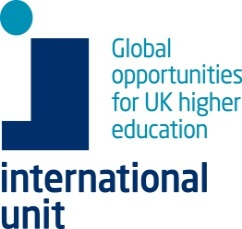 Global
opportunities
for UK higher
education
international
unit